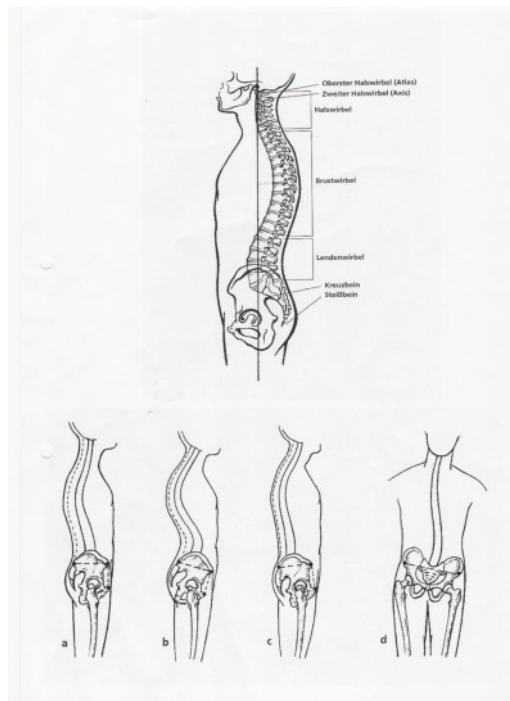 Oberster Halswirbel (Atlas)
Zweiter Halswirbel (Axis)
Halswirbel
Brustwirbel
Lendenwirbel
Kreuzbein
Steißbein
a
b
c
d